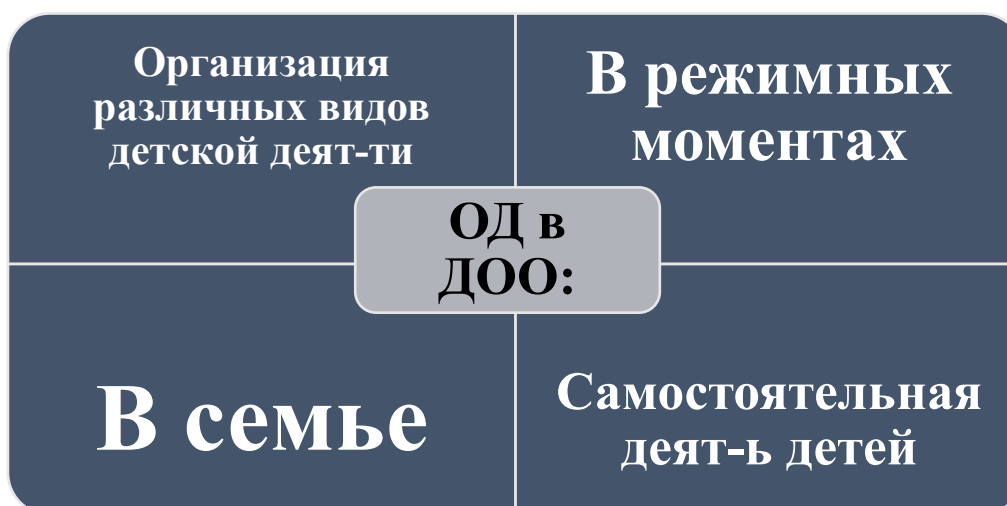 Организация
различных видов
детской деят-ти
В режимных
моментах
ОД в
ДОО:
В семье
Самостоятельная
деят-ь детей